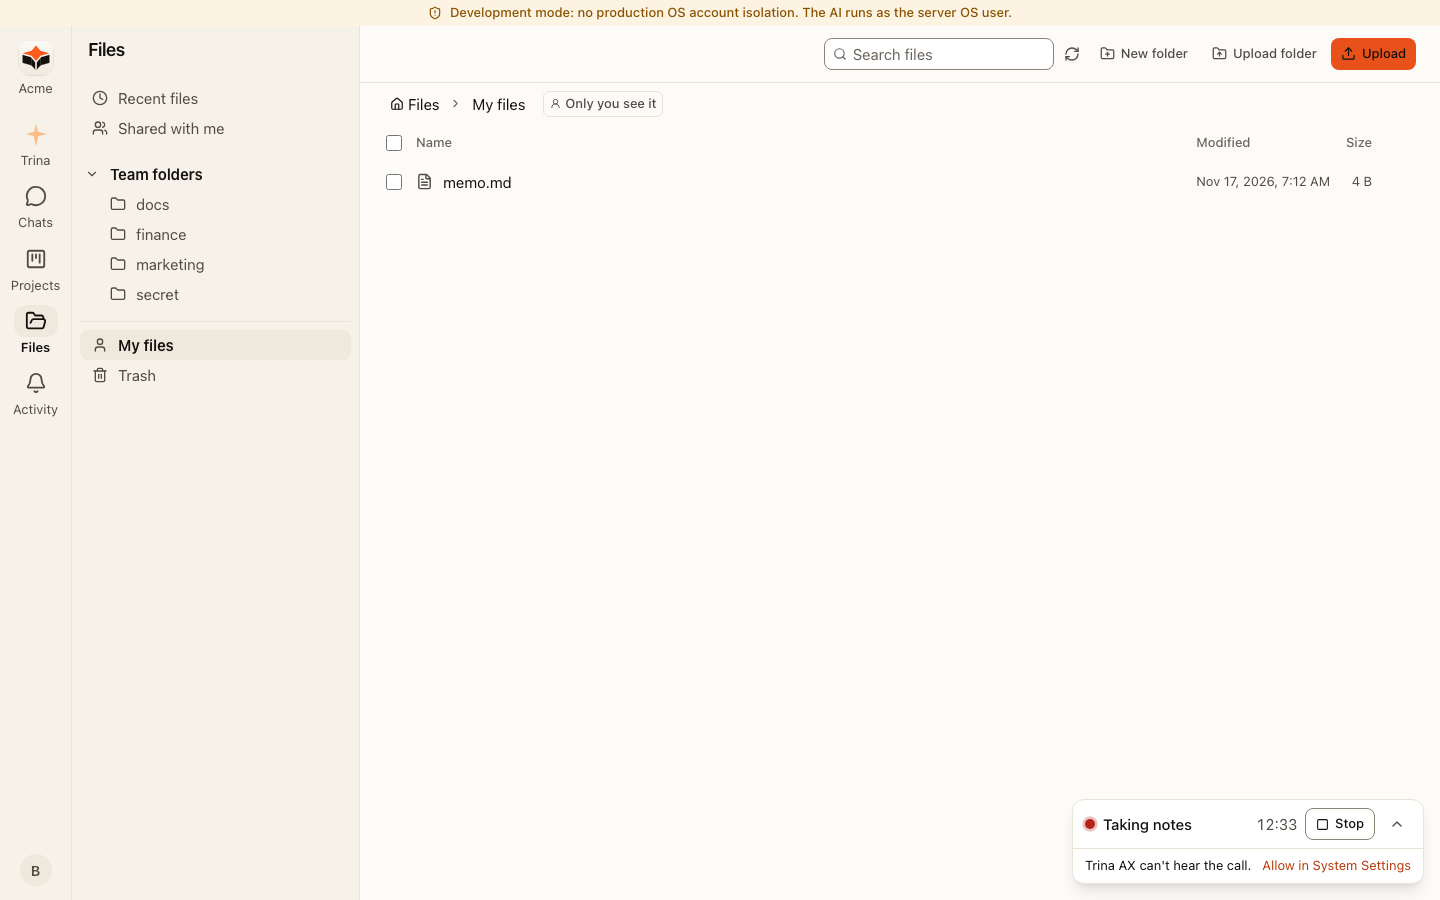 Development mode: no production OS account isolation. The AI runs as the server OS user.
Acme
Trina
Chats
Projects
Files
Activity
B
Files
Recent files
Shared with me
Team folders
docs
finance
marketing
secret
My files
Trash
Search files
New folder
Upload folder
Upload
Files
My files
Only you see it
Name Modified Size
memo.md Nov 17, 2026, 7:12 AM 4 B
Taking notes 12:33 Stop
Trina AX can't hear the call. Allow in System Settings